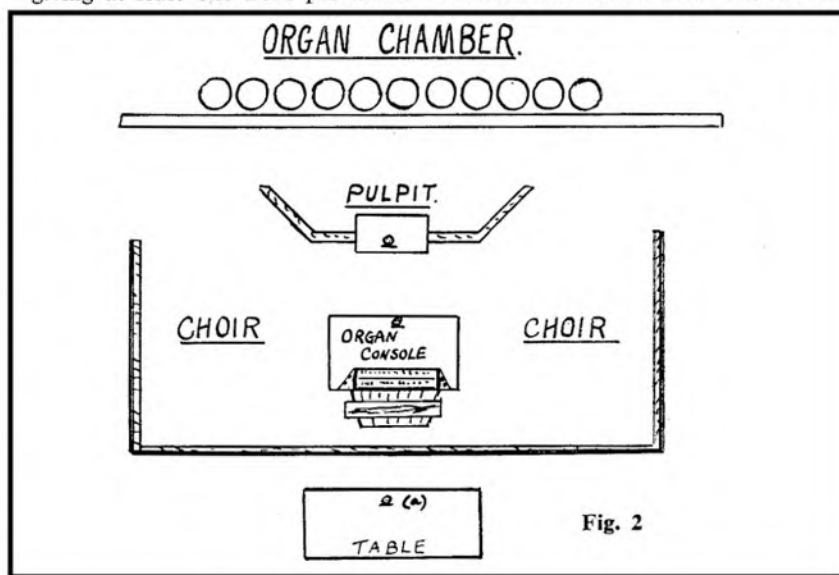 ORGAN CHAMBER.
PULPIT.
CHOIR
ORGAN
CONSOLE
CHOIR
(a)
Fig. 2
TABLE